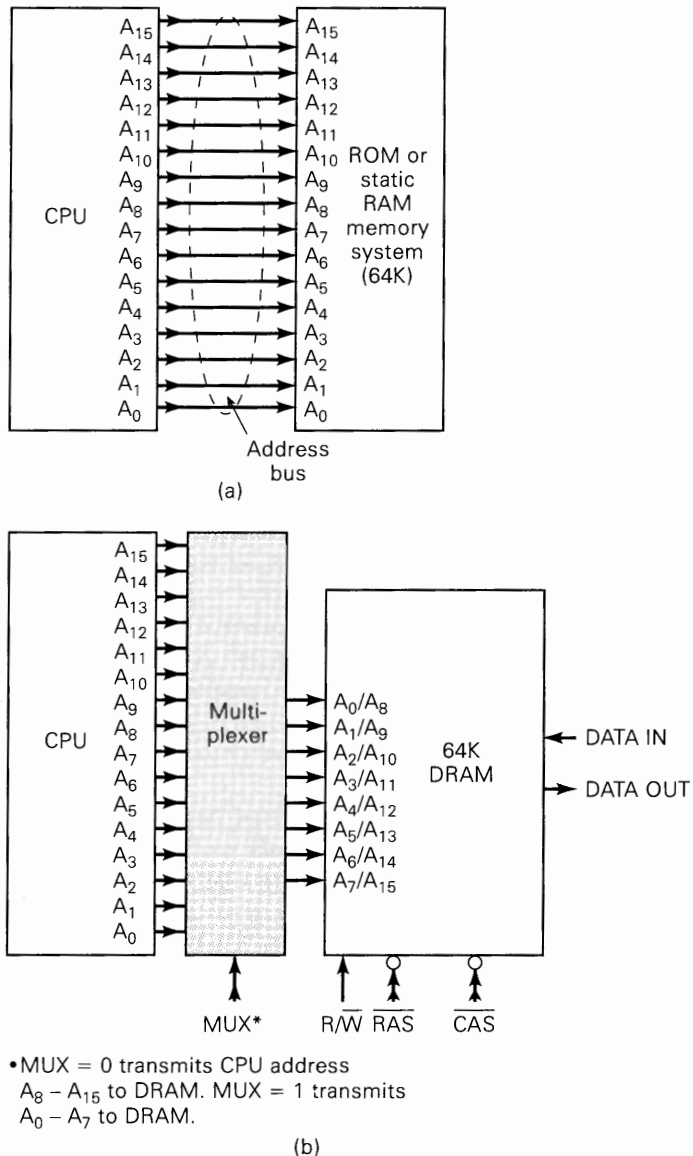 A15 A15
A14 A14
A13 A13
A12 A12
A11 A11
A10 A10 ROM or
A9 A9 static
CPU A8 A8 RAM
A7 A7 memory
A6 A6 system
A5 A5 (64K)
A4 A4
A3 A3
A2 A2
A1 A1
A0 A0
Address
bus
(a)
A15
A14
A13
A12
A11
A10
A9 Multi- A0/A8
CPU A8 plexer A1/A9 64K DATA IN
A7 A2/A10 DRAM
A6 A3/A11 DATA OUT
A5 A4/A12
A4 A5/A13
A3 A6/A14
A2 A7/A15
A1
A0
MUX* R/W̅ R̅A̅S̅ C̅A̅S̅
•MUX = 0 transmits CPU address
A8 – A15 to DRAM. MUX = 1 transmits
A0 – A7 to DRAM.
(b)